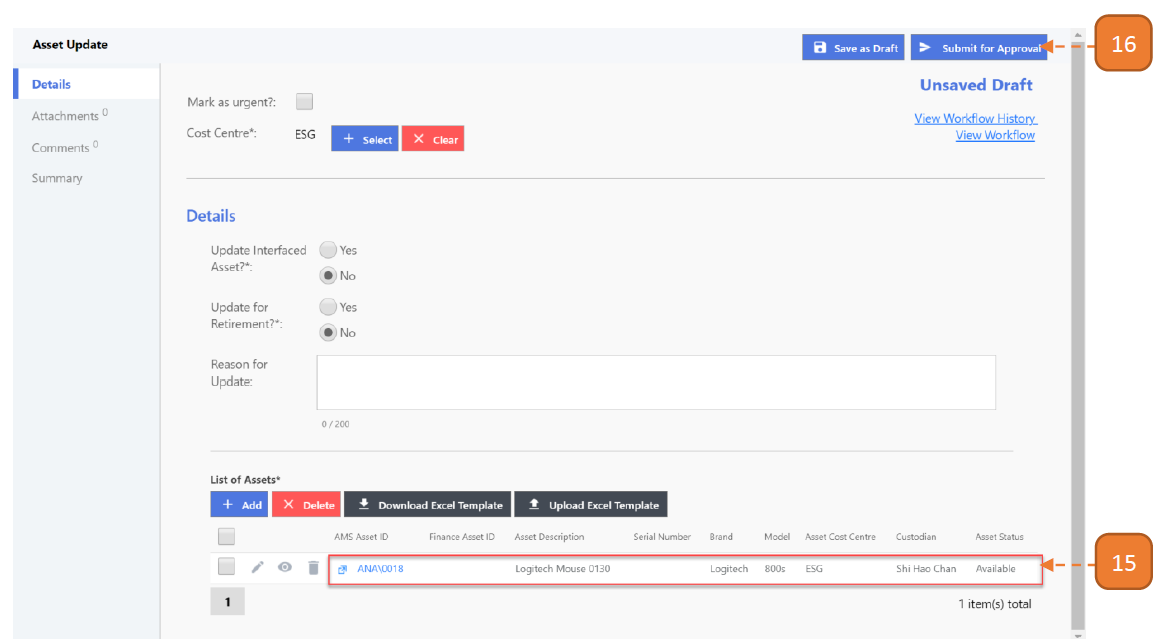 Asset Update
Save as Draft
Submit for Approval
16
Details
Attachments 0
Comments 0
Summary
Unsaved Draft
View Workflow History
View Workflow
Mark as urgent?:
Cost Centre*: ESG + Select × Clear
Details
Update Interfaced
Asset?*:
Yes
No
Update for
Retirement?*:
Yes
No
Reason for
Update:
0 / 200
List of Assets*
+ Add × Delete Download Excel Template Upload Excel Template
AMS Asset ID Finance Asset ID Asset Description Serial Number Brand Model Asset Cost Centre Custodian Asset Status
ANA\0018 Logitech Mouse 0130 Logitech 800s ESG Shi Hao Chan Available
15
1
1 item(s) total